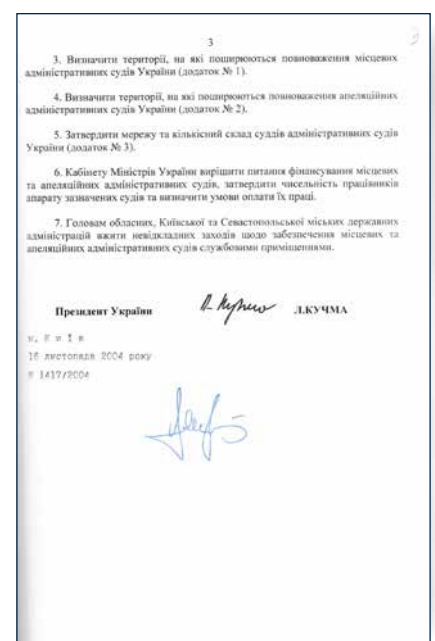 3
3. Визначити території, на які поширюються повноваження місцевих
адміністративних судів України (додаток № 1).
4. Визначити території, на які поширюються повноваження апеляційних
адміністративних судів України (додаток № 2).
5. Затвердити мережу та кількісний склад суддів адміністративних судів
України (додаток № 3).
6. Кабінету Міністрів України вирішити питання фінансування місцевих
та апеляційних адміністративних судів, затвердити чисельність працівників
апарату зазначених судів та визначити умови оплати їх праці.
7. Головам обласних, Київської та Севастопольської міських державних
адміністрацій вжити невідкладних заходів щодо забезпечення місцевих та
апеляційних адміністративних судів службовими приміщеннями.
Президент України Л.КУЧМА
м. К и ї в
16 листопада 2004 року
№ 1417/2004